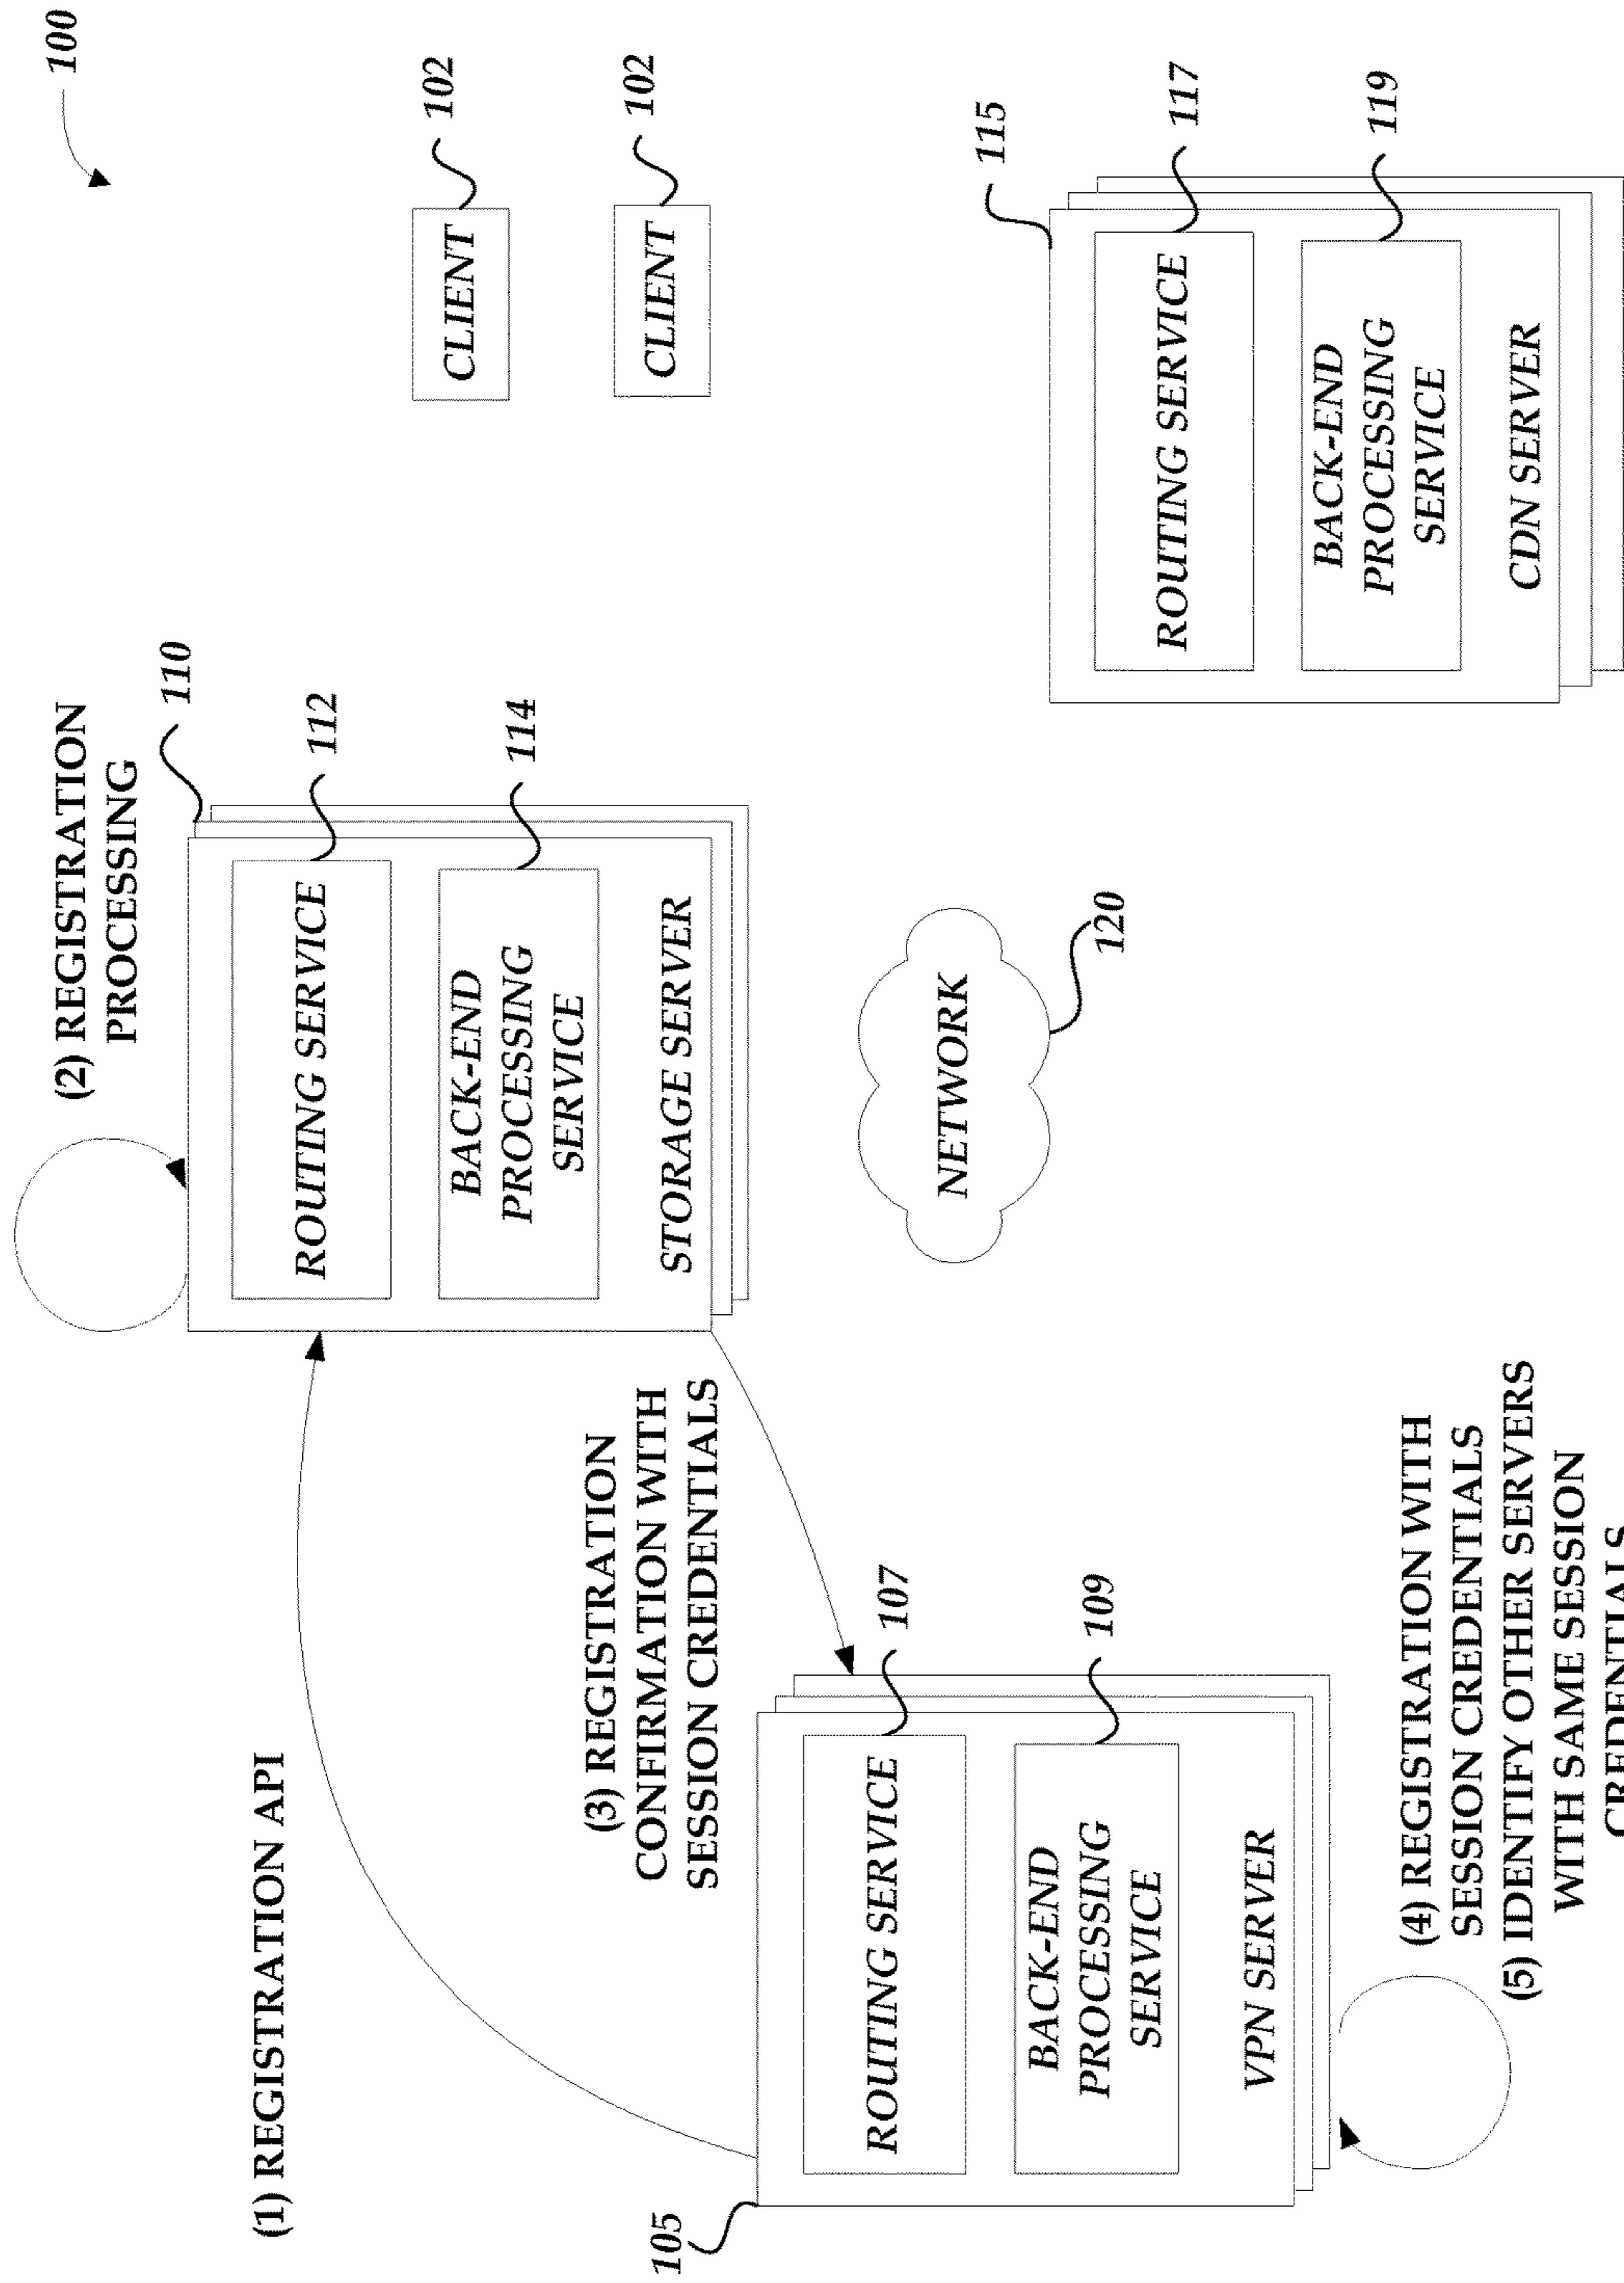 100
(2) REGISTRATION
PROCESSING
110
ROUTING SERVICE
112
BACK-END
PROCESSING
SERVICE
114
STORAGE SERVER
CLIENT
102
CLIENT
102
(1) REGISTRATION API
(3) REGISTRATION
CONFIRMATION WITH
SESSION CREDENTIALS
NETWORK
120
105
ROUTING SERVICE
107
BACK-END
PROCESSING
SERVICE
109
VPN SERVER
115
ROUTING SERVICE
117
BACK-END
PROCESSING
SERVICE
119
CDN SERVER
(4) REGISTRATION WITH
SESSION CREDENTIALS
(5) IDENTIFY OTHER SERVERS
WITH SAME SESSION
CREDENTIALS